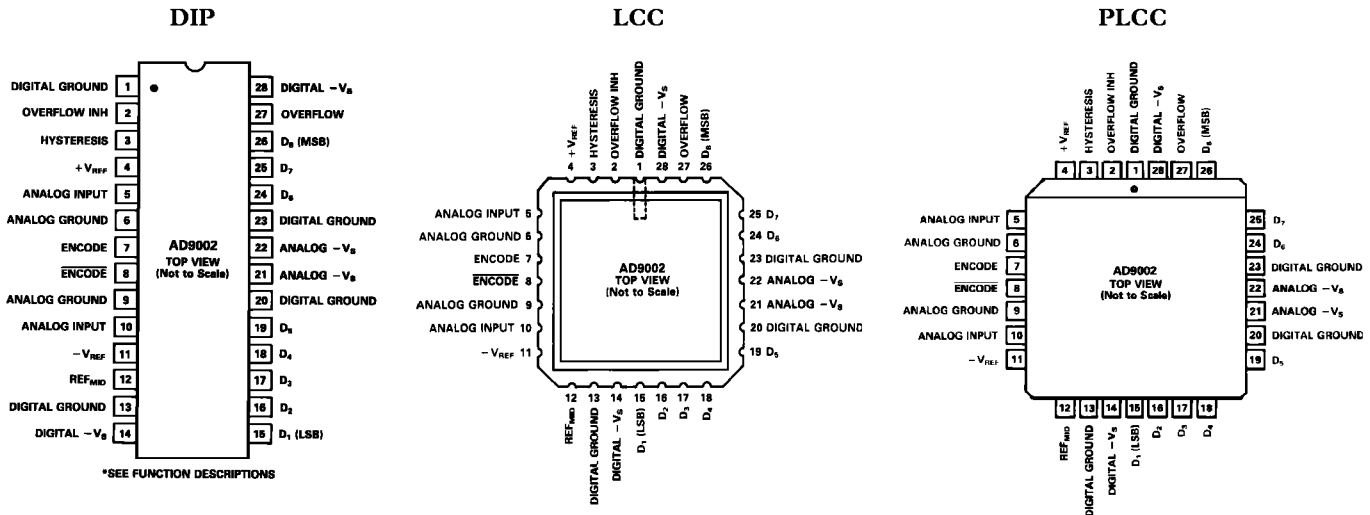 DIP
DIGITAL GROUND 1
OVERFLOW INH 2
HYSTERESIS 3
+VREF 4
ANALOG INPUT 5
ANALOG GROUND 6
ENCODE 7
ENCODE 8
ANALOG GROUND 9
ANALOG INPUT 10
−VREF 11
REFMID 12
DIGITAL GROUND 13
DIGITAL −VS 14
AD9002
TOP VIEW
(Not to Scale)
28 DIGITAL −VS
27 OVERFLOW
26 D8 (MSB)
25 D7
24 D6
23 DIGITAL GROUND
22 ANALOG −VS
21 ANALOG −VS
20 DIGITAL GROUND
19 D5
18 D4
17 D3
16 D2
15 D1 (LSB)
*SEE FUNCTION DESCRIPTIONS
LCC
4 +VREF
3 HYSTERESIS
2 OVERFLOW INH
1 DIGITAL GROUND
28 DIGITAL −VS
27 OVERFLOW
26 D8 (MSB)
ANALOG INPUT 5
ANALOG GROUND 6
ENCODE 7
ENCODE 8
ANALOG GROUND 9
ANALOG INPUT 10
−VREF 11
AD9002
TOP VIEW
(Not to Scale)
25 D7
24 D6
23 DIGITAL GROUND
22 ANALOG −VS
21 ANALOG −VS
20 DIGITAL GROUND
19 D5
12 REFMID
13 DIGITAL GROUND
14 DIGITAL −VS
15 D1 (LSB)
16 D2
17 D3
18 D4
PLCC
+VREF 4
HYSTERESIS 3
OVERFLOW INH 2
DIGITAL GROUND 1
DIGITAL −VS 28
OVERFLOW 27
D8 (MSB) 26
ANALOG INPUT 5
ANALOG GROUND 6
ENCODE 7
ENCODE 8
ANALOG GROUND 9
ANALOG INPUT 10
−VREF 11
AD9002
TOP VIEW
(Not to Scale)
25 D7
24 D6
23 DIGITAL GROUND
22 ANALOG −VS
21 ANALOG −VS
20 DIGITAL GROUND
19 D5
12 REFMID
13 DIGITAL GROUND
14 DIGITAL −VS
15 D1 (LSB)
16 D2
17 D3
18 D4